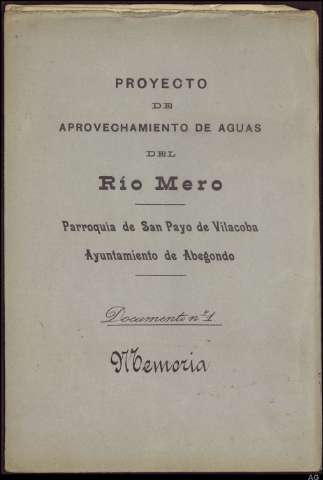 PROYECTO
DE
APROVECHAMIENTO DE AGUAS
DEL
Río Mero
Parroquia de San Payo de Vilacoba
Ayuntamiento de Abegondo
Documento nº 1
Memoria
AG